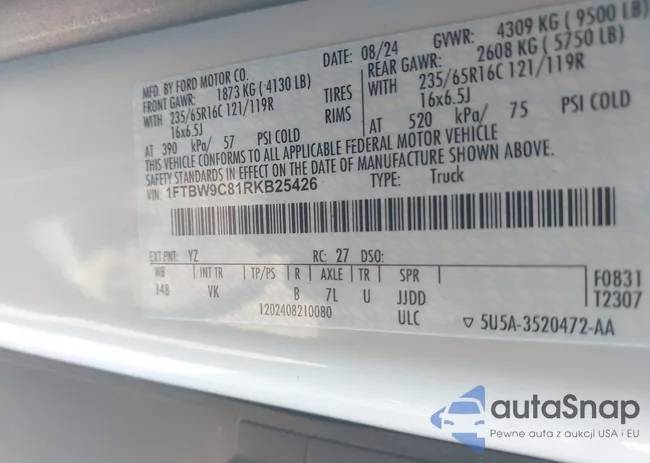 MFD. BY FORD MOTOR CO.
DATE: 08/24 GVWR: 4309 KG ( 9500 LB)
FRONT GAWR: 1873 KG ( 4130 LB)
REAR GAWR: 2608 KG ( 5750 LB)
WITH 235/65R16C 121/119R TIRES WITH 235/65R16C 121/119R
16x6.5J RIMS 16x6.5J
AT 390 kPa/ 57 PSI COLD AT 520 kPa/ 75 PSI COLD
THIS VEHICLE CONFORMS TO ALL APPLICABLE FEDERAL MOTOR VEHICLE
SAFETY STANDARDS IN EFFECT ON THE DATE OF MANUFACTURE SHOWN ABOVE.
VIN: 1FTBW9C81RKB25426 TYPE: Truck
EXT PNT: YZ RC: 27 DSO:
WB INT TR TP/PS R AXLE TR SPR F0831
148 VK B 7L U JJDD T2307
1202408210080 ULC ▽ 5U5A-3520472-AA
autoSnap
Pewne auta z aukcji USA i EU